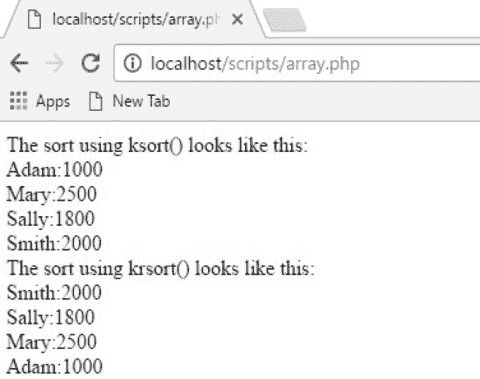 localhost/scripts/array.ph
localhost/scripts/array.php
Apps
New Tab
The sort using ksort() looks like this:
Adam:1000
Mary:2500
Sally:1800
Smith:2000
The sort using krsort() looks like this:
Smith:2000
Sally:1800
Mary:2500
Adam:1000